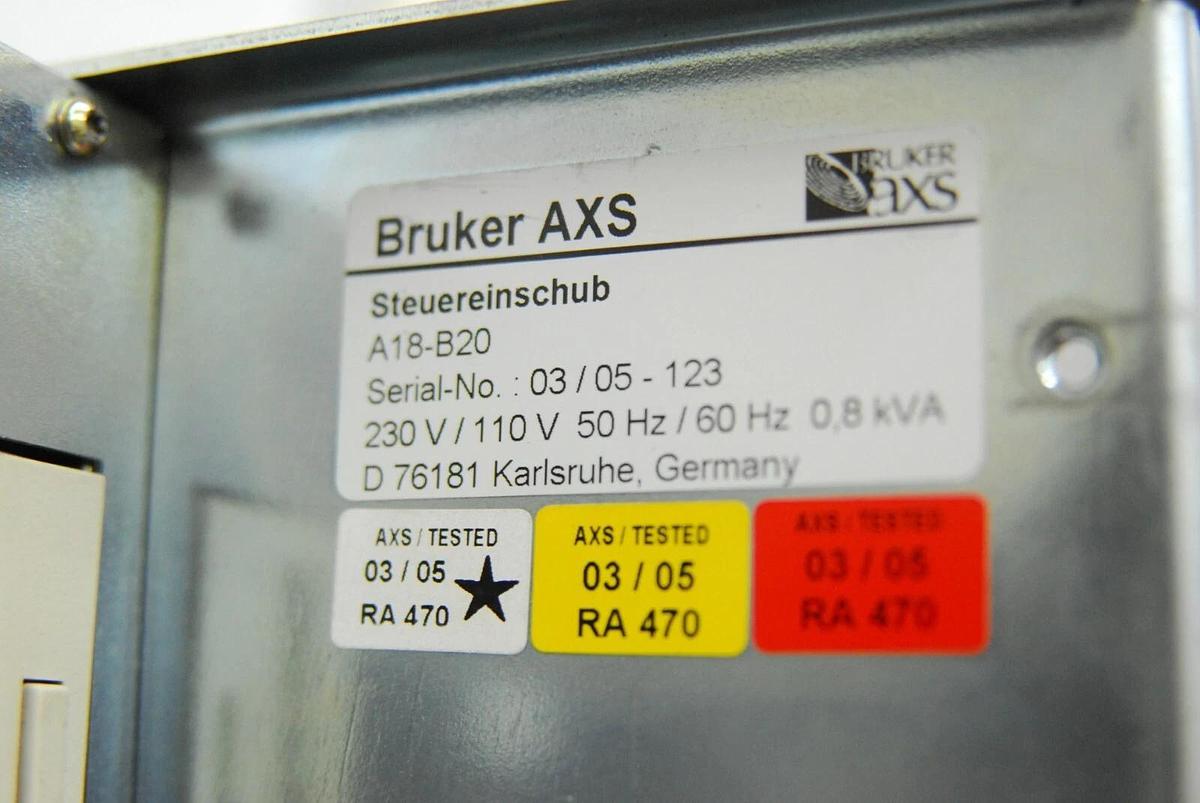 Bruker AXS
BRUKER
axs
Steuereinschub
A18-B20
Serial-No. : 03 / 05 - 123
230 V / 110 V 50 Hz / 60 Hz 0,8 kVA
D 76181 Karlsruhe, Germany
AXS / TESTED
03 / 05
RA 470
AXS / TESTED
03 / 05
RA 470
AXS / TESTED
03 / 05
RA 470